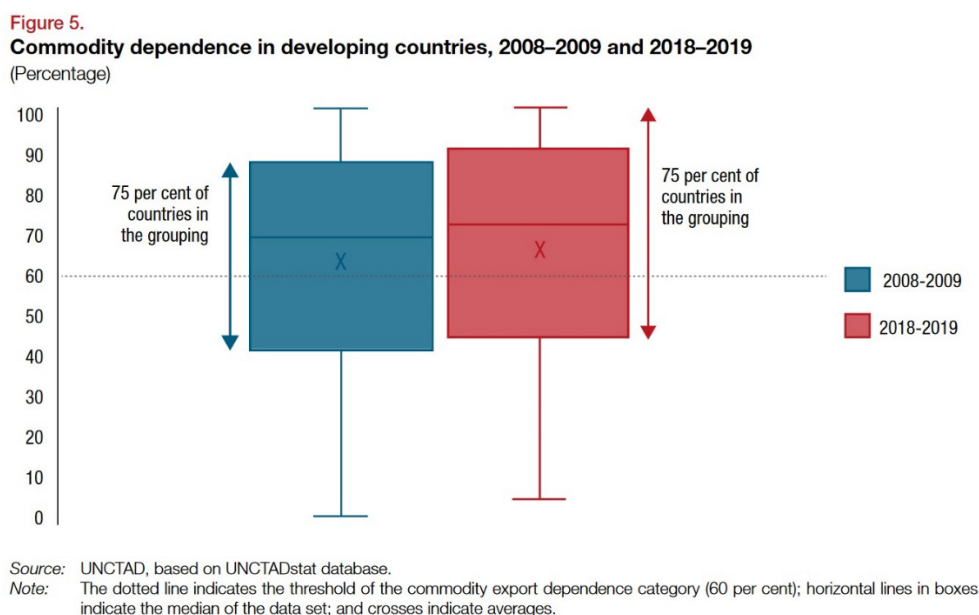 Figure 5.
Commodity dependence in developing countries, 2008–2009 and 2018–2019
(Percentage)
100
90
80
70
60
50
40
30
20
10
0
75 per cent of
countries in
the grouping
X
X
75 per cent of
countries in
the grouping
2008-2009
2018-2019
Source: UNCTAD, based on UNCTADstat database.
Note: The dotted line indicates the threshold of the commodity export dependence category (60 per cent); horizontal lines in boxes
indicate the median of the data set; and crosses indicate averages.